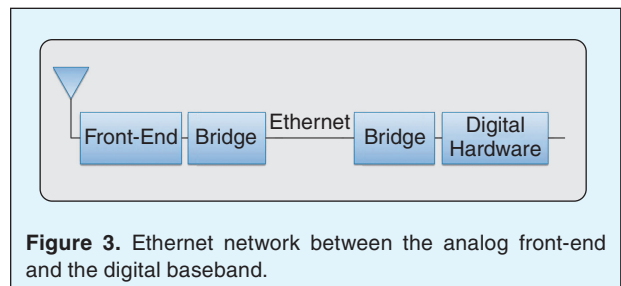 Ethernet
Front-End Bridge Bridge Digital Hardware
Figure 3. Ethernet network between the analog front-end
and the digital baseband.